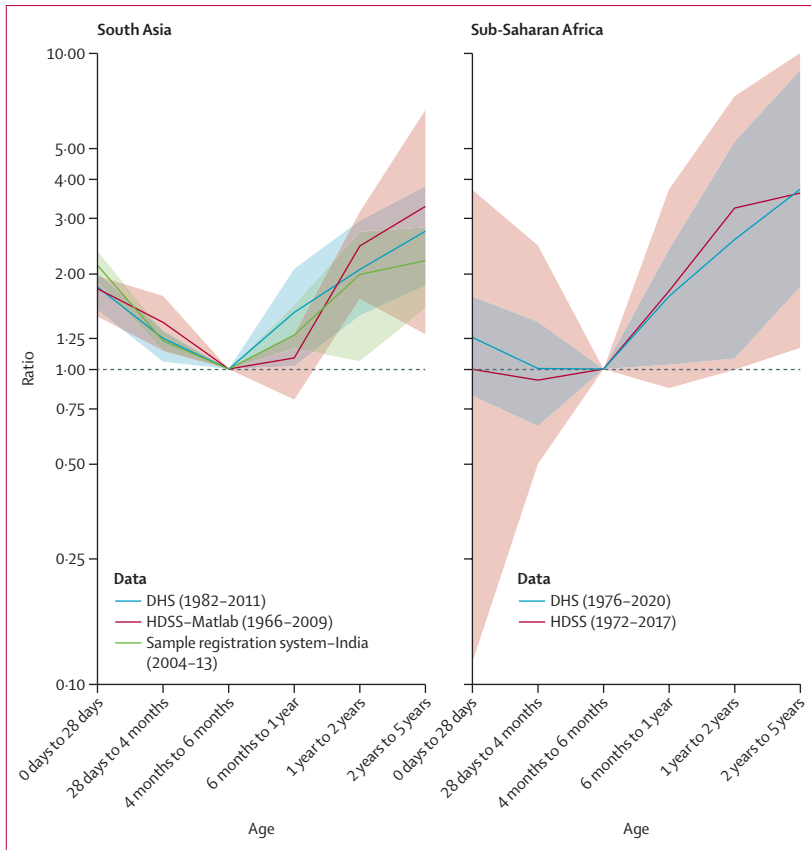 South Asia
Sub-Saharan Africa
10·00
5·00
4·00
3·00
2·00
1·25
1·00
0·75
0·50
0·25
0·10
Ratio
Data
DHS (1982–2011)
HDSS–Matlab (1966–2009)
Sample registration system–India
(2004–13)
Data
DHS (1976–2020)
HDSS (1972–2017)
0 days to 28 days
28 days to 4 months
4 months to 6 months
6 months to 1 year
1 year to 2 years
2 years to 5 years
0 days to 28 days
28 days to 4 months
4 months to 6 months
6 months to 1 year
1 year to 2 years
2 years to 5 years
Age
Age